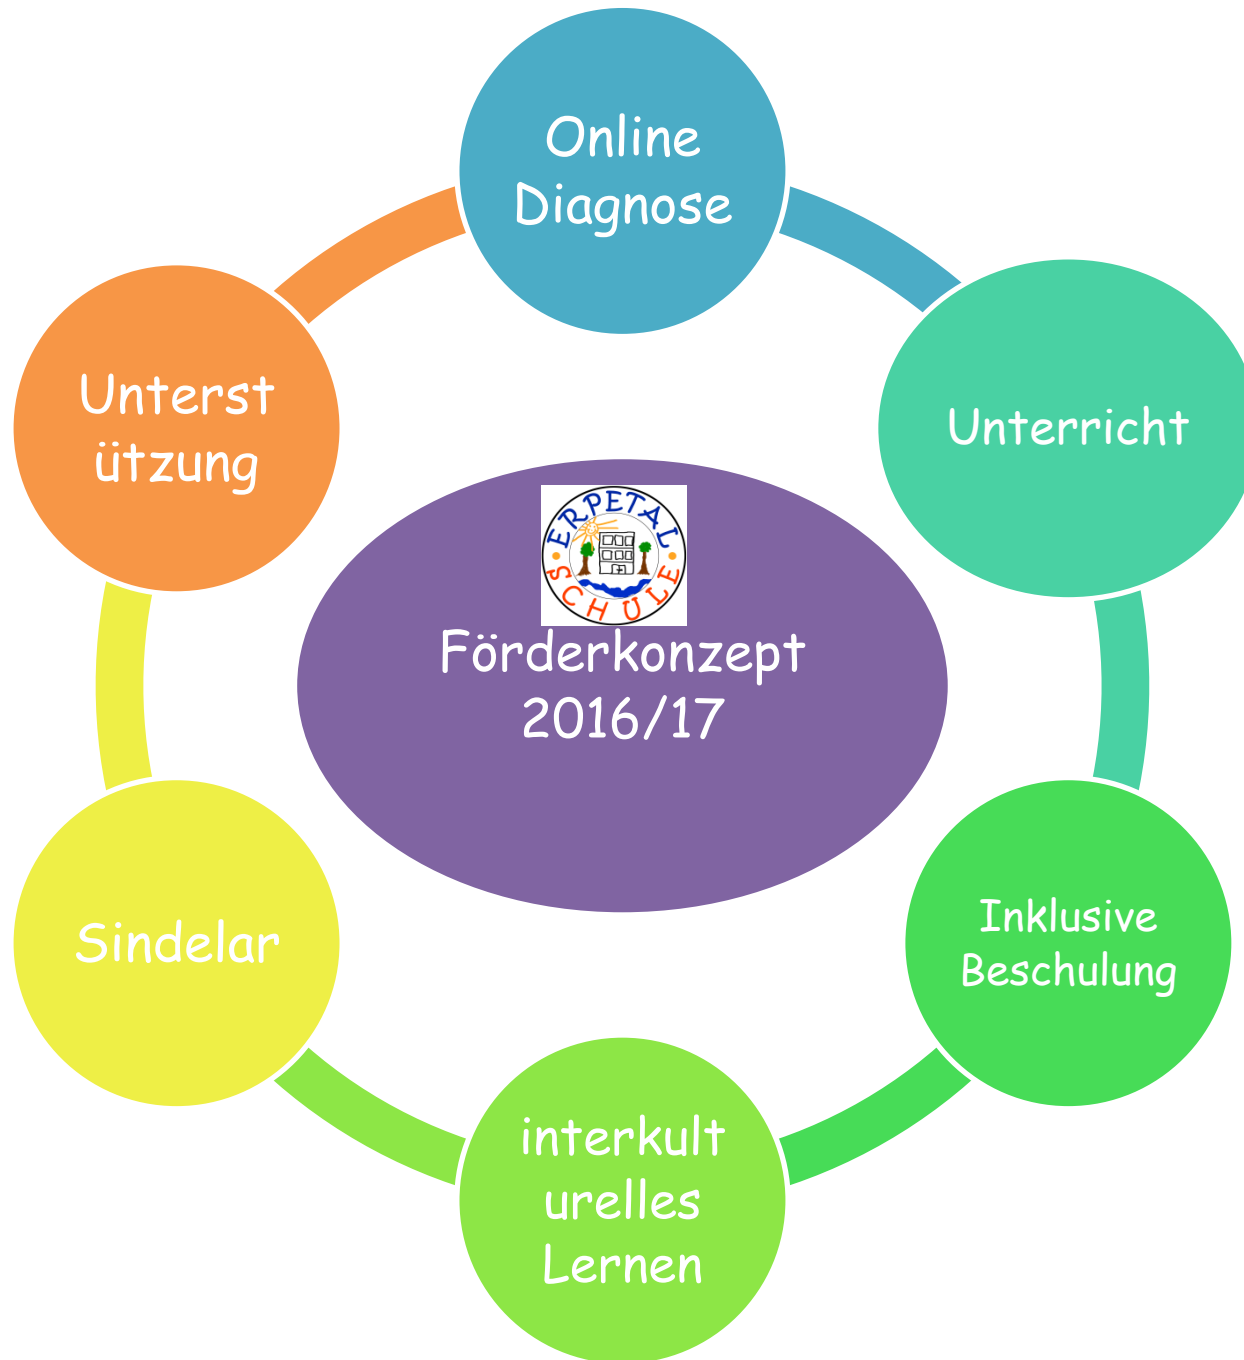 Online
Diagnose
Unterricht
Inklusive
Beschulung
interkult
urelles
Lernen
Sindelar
Unterst
ützung
ERPETAL
SCHULE
Förderkonzept
2016/17